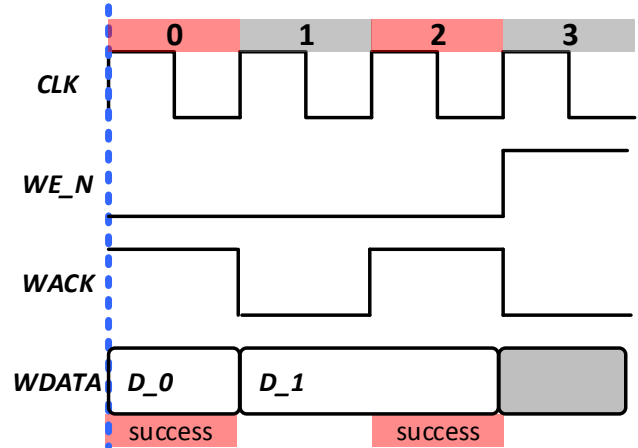 0 1 2 3
CLK
WE_N
WACK
WDATA D_0 D_1
success success